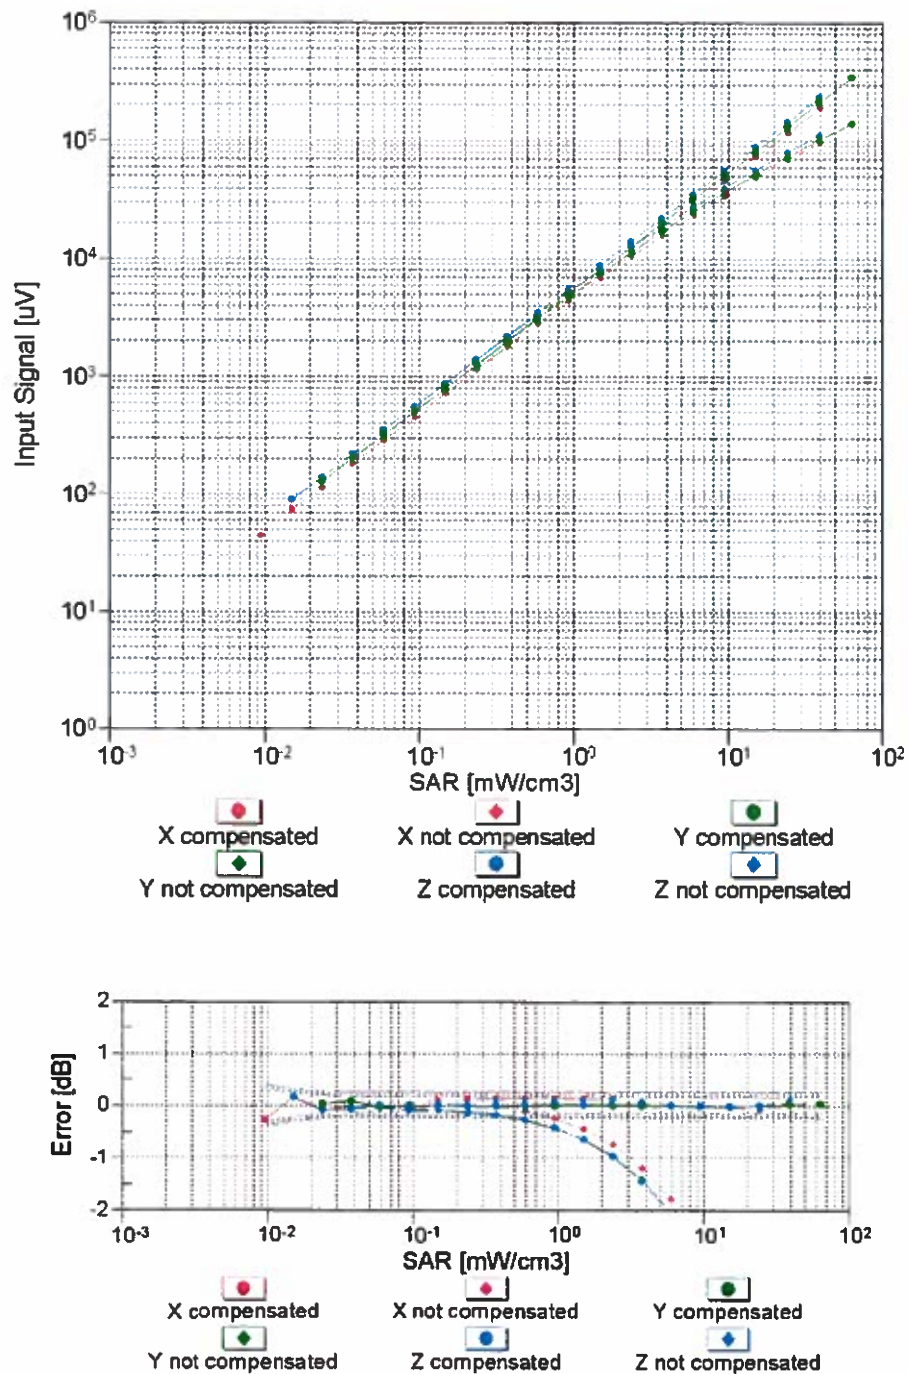 10⁶
10⁵
10⁴
10³
10²
10¹
10⁰
Input Signal [uV]
10⁻³ 10⁻² 10⁻¹ 10⁰ 10¹ 10²
SAR [mW/cm3]
X compensated X not compensated Y compensated
Y not compensated Z compensated Z not compensated
2
1
0
-1
-2
Error [dB]
10⁻³ 10⁻² 10⁻¹ 10⁰ 10¹ 10²
SAR [mW/cm3]
X compensated X not compensated Y compensated
Y not compensated Z compensated Z not compensated